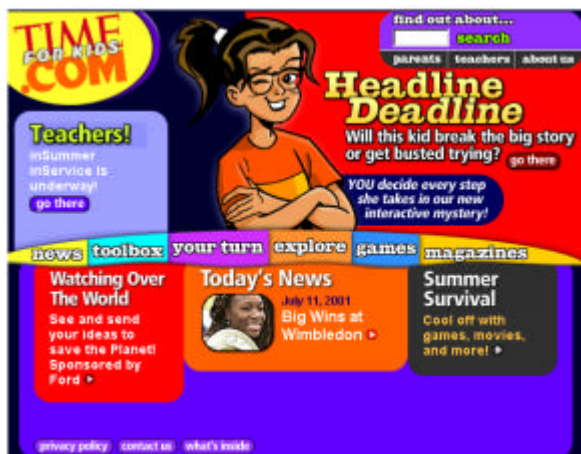 TIME
FOR KIDS
.COM
find out about...
search
parents teachers about us
Headline
Deadline
Will this kid break the big story
or get busted trying? go there
YOU decide every step
she takes in our new
interactive mystery!
Teachers!
inSummer
inService is
underway!
go there
news toolbox your turn explore games magazines
Watching Over
The World
See and send
your ideas to
save the Planet!
Sponsored by
Ford
Today's News
July 11, 2001
Big Wins at
Wimbledon
Summer
Survival
Cool off with
games, movies,
and more!
privacy policy contact us what's inside